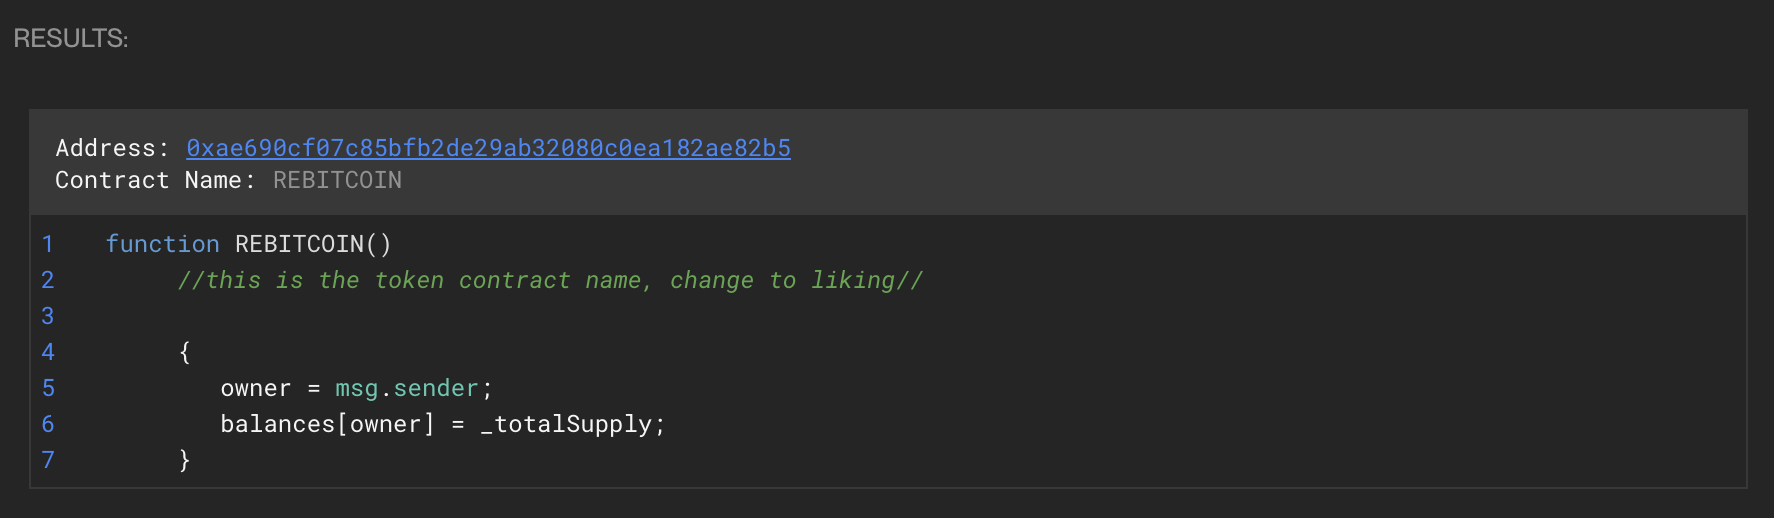 RESULTS:
Address: 0xae690cf07c85bfb2de29ab32080c0ea182ae82b5
Contract Name: REBITCOIN
1 function REBITCOIN()
2 //this is the token contract name, change to liking//
3
4 {
5 owner = msg.sender;
6 balances[owner] = _totalSupply;
7 }